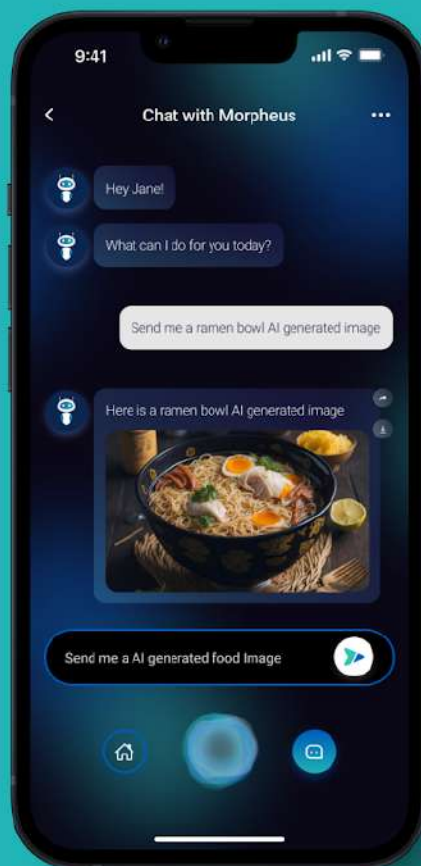 9:41
Chat with Morpheus
Hey Jane!
What can I do for you today?
Send me a ramen bowl AI generated image
Here is a ramen bowl AI generated image
Send me a AI generated food Image